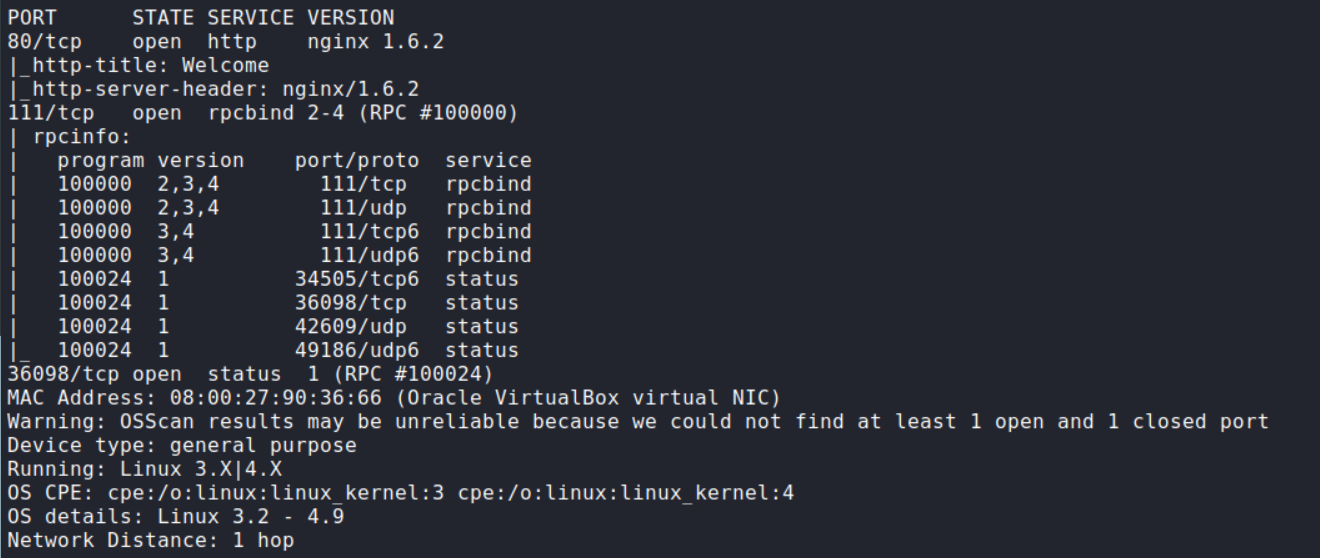 PORT      STATE SERVICE VERSION
80/tcp    open  http    nginx 1.6.2
|_http-title: Welcome
|_http-server-header: nginx/1.6.2
111/tcp   open  rpcbind 2-4 (RPC #100000)
| rpcinfo:
|   program version    port/proto  service
|   100000  2,3,4        111/tcp   rpcbind
|   100000  2,3,4        111/udp   rpcbind
|   100000  3,4          111/tcp6  rpcbind
|   100000  3,4          111/udp6  rpcbind
|   100024  1          34505/tcp6  status
|   100024  1          36098/tcp   status
|   100024  1          42609/udp   status
|_  100024  1          49186/udp6  status
36098/tcp open  status  1 (RPC #100024)
MAC Address: 08:00:27:90:36:66 (Oracle VirtualBox virtual NIC)
Warning: OSScan results may be unreliable because we could not find at least 1 open and 1 closed port
Device type: general purpose
Running: Linux 3.X|4.X
OS CPE: cpe:/o:linux:linux_kernel:3 cpe:/o:linux:linux_kernel:4
OS details: Linux 3.2 - 4.9
Network Distance: 1 hop